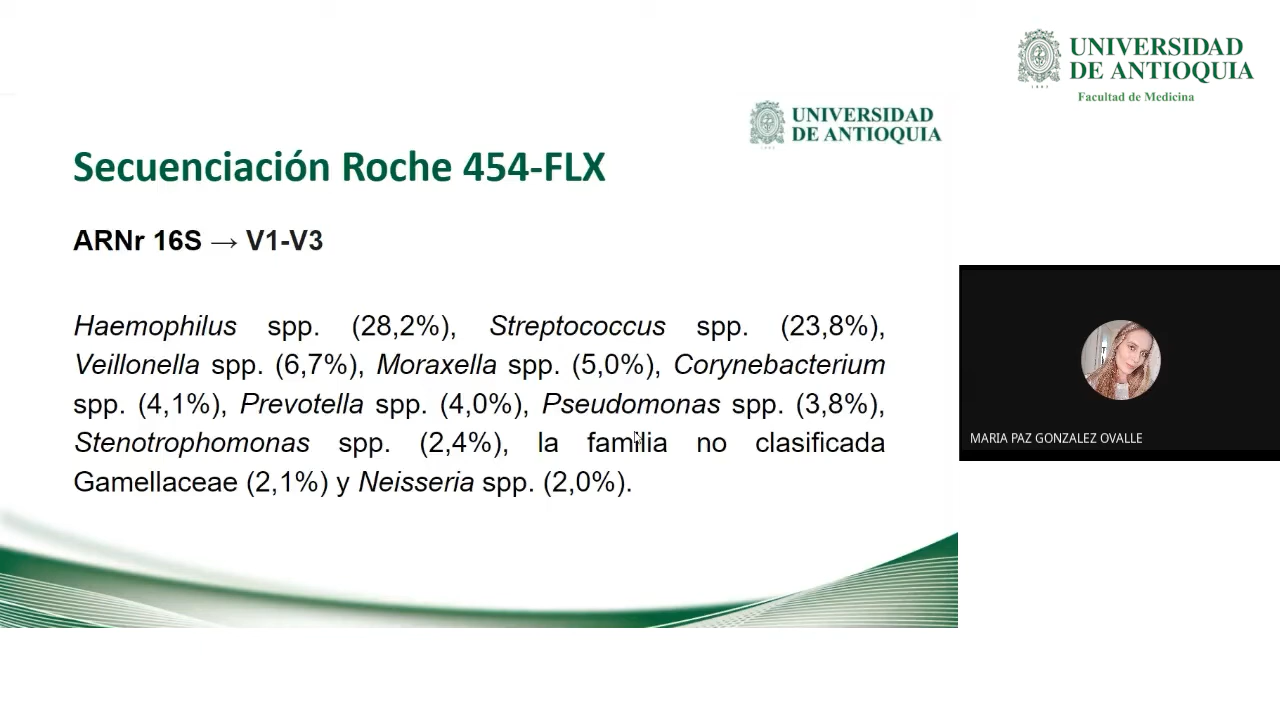 UNIVERSIDAD
DE ANTIOQUIA
Facultad de Medicina
UNIVERSIDAD
DE ANTIOQUIA
Secuenciación Roche 454-FLX
ARNr 16S → V1-V3
Haemophilus spp. (28,2%), Streptococcus spp. (23,8%),
Veillonella spp. (6,7%), Moraxella spp. (5,0%), Corynebacterium
spp. (4,1%), Prevotella spp. (4,0%), Pseudomonas spp. (3,8%),
Stenotrophomonas spp. (2,4%), la familia no clasificada
Gamellaceae (2,1%) y Neisseria spp. (2,0%).
MARIA PAZ GONZALEZ OVALLE